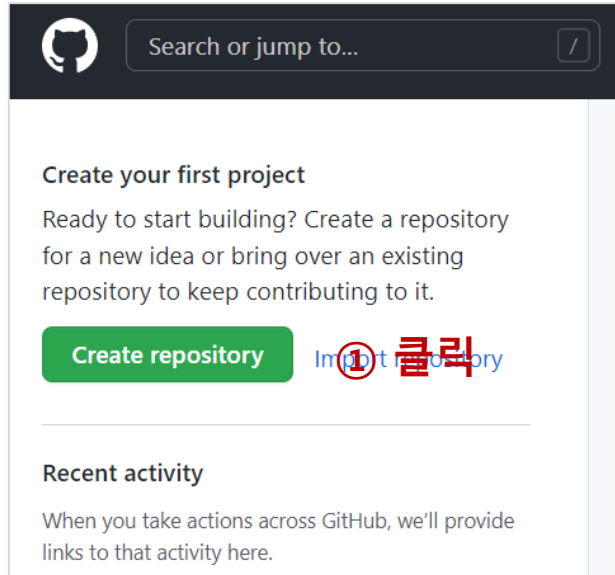 Search or jump to...
/
Create your first project
Ready to start building? Create a repository
for a new idea or bring over an existing
repository to keep contributing to it.
Create repository
Import repository
① 클릭
Recent activity
When you take actions across GitHub, we'll provide
links to that activity here.